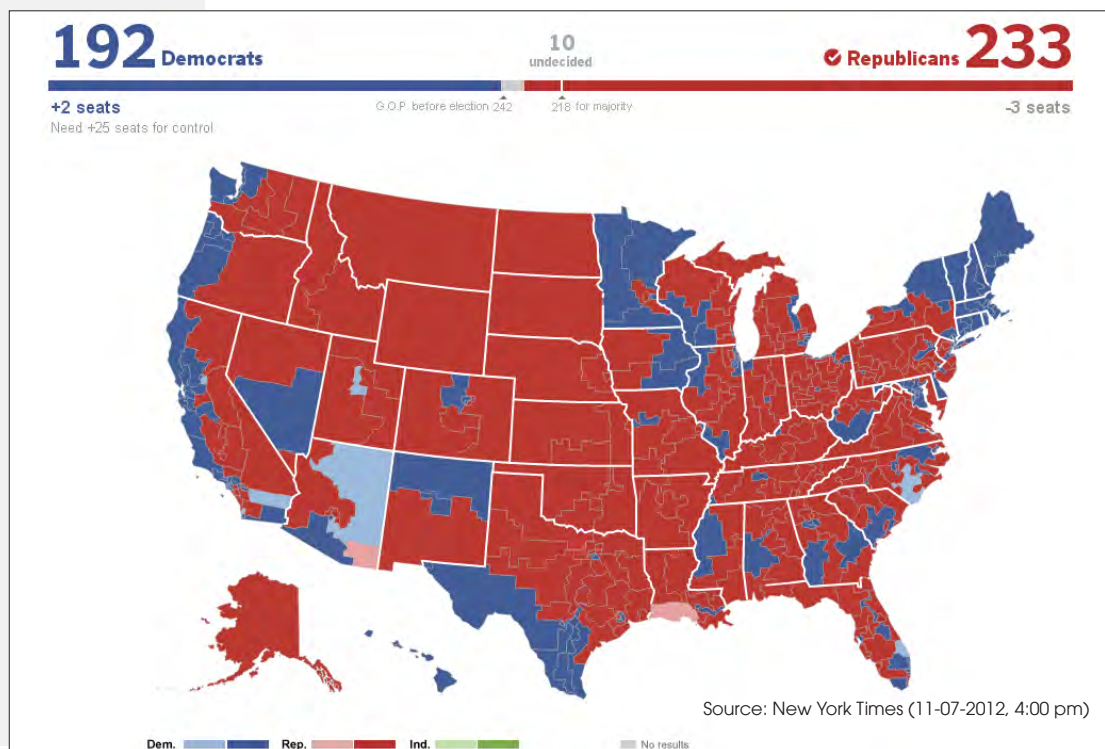 192 Democrats
10
undecided
Republicans 233
+2 seats
G.O.P. before election 242
218 for majority
-3 seats
Need +25 seats for control
Source: New York Times (11-07-2012, 4:00 pm)
Dem. Rep. Ind. No results